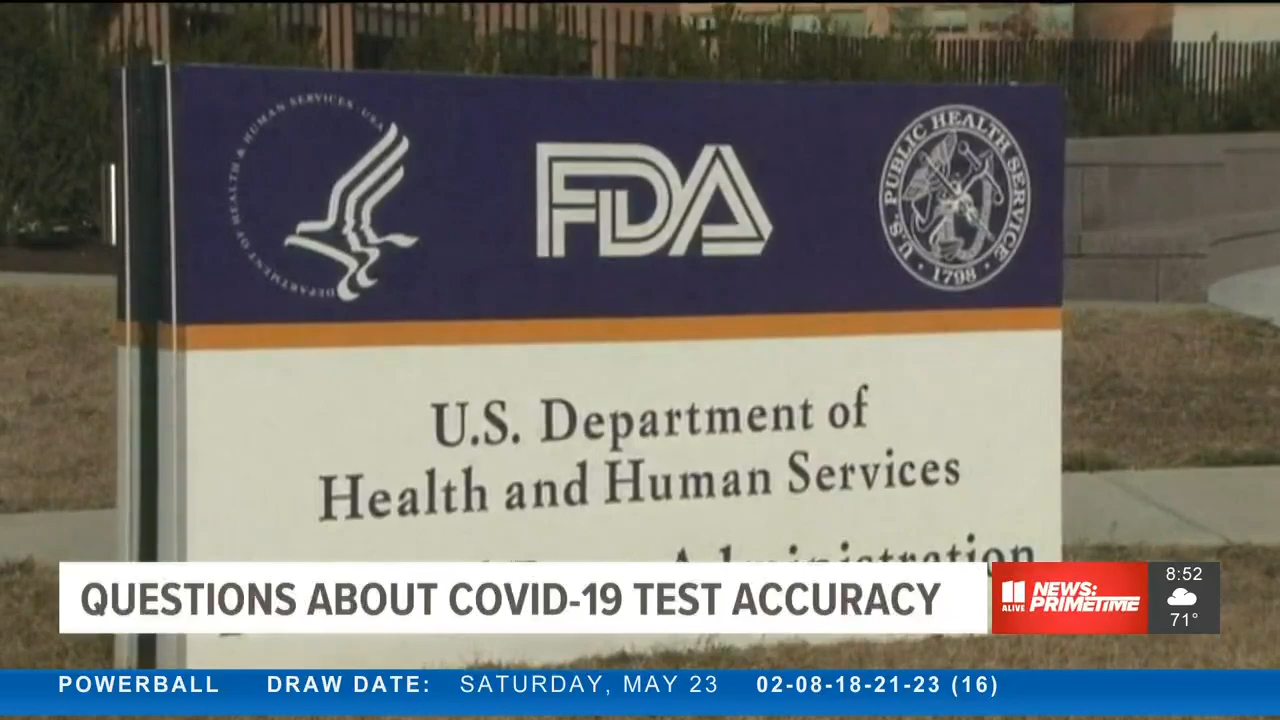 DEPARTMENT OF HEALTH & HUMAN SERVICES · USA
FDA
U.S. PUBLIC HEALTH SERVICE
· 1798 ·
U.S. Department of
Health and Human Services
Administration
QUESTIONS ABOUT COVID-19 TEST ACCURACY
11
ALIVE
NEWS:
PRIMETIME
8:52
71°
POWERBALL DRAW DATE: SATURDAY, MAY 23 02-08-18-21-23 (16)